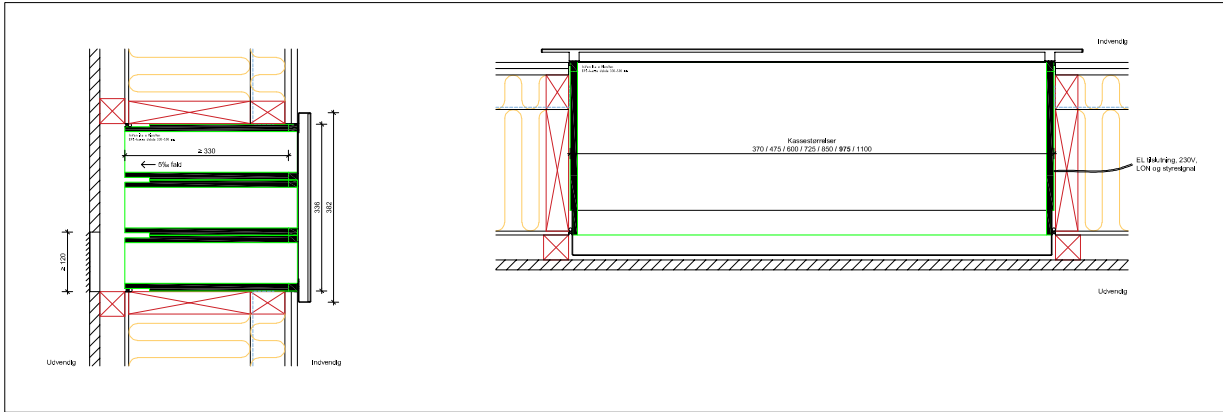 Indvendig
≥ 330
5‰ fald
≥ 120
336
382
Udvendig
Indvendig
Kassestørrelser
370 / 475 / 600 / 725 / 850 / 975 / 1100
EL tilslutning, 230V,
LON og styresignal
Udvendig